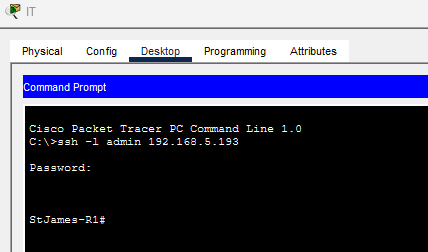 IT
Physical Config Desktop Programming Attributes
Command Prompt
Cisco Packet Tracer PC Command Line 1.0
C:\>ssh -l admin 192.168.5.193
Password:
StJames-R1#